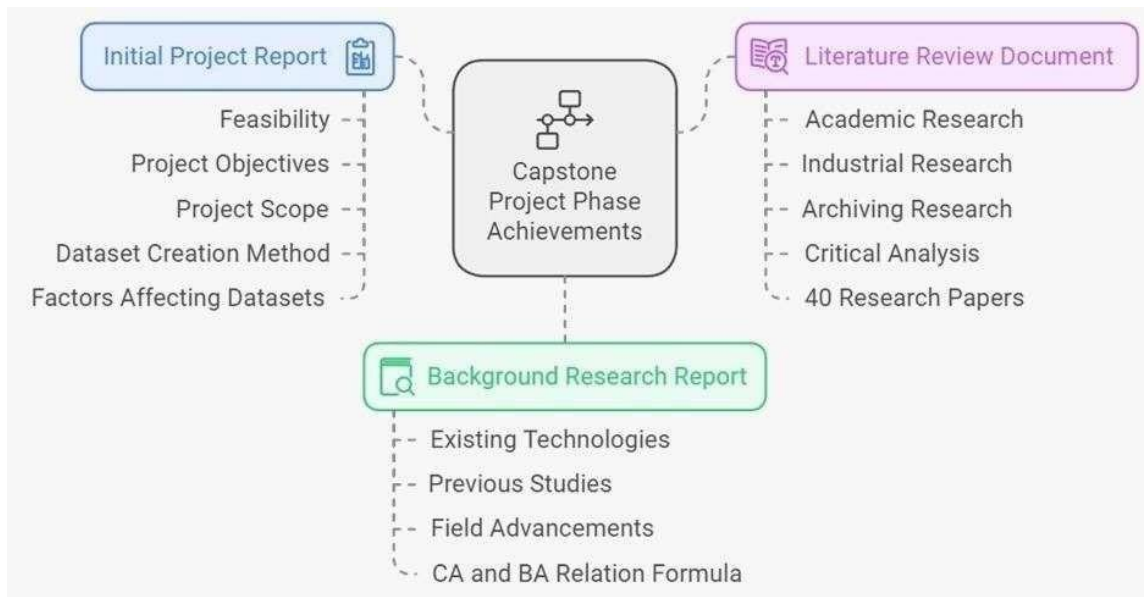 Initial Project Report
Feasibility
Project Objectives
Project Scope
Dataset Creation Method
Factors Affecting Datasets
Capstone
Project Phase
Achievements
Literature Review Document
Academic Research
Industrial Research
Archiving Research
Critical Analysis
40 Research Papers
Background Research Report
Existing Technologies
Previous Studies
Field Advancements
CA and BA Relation Formula